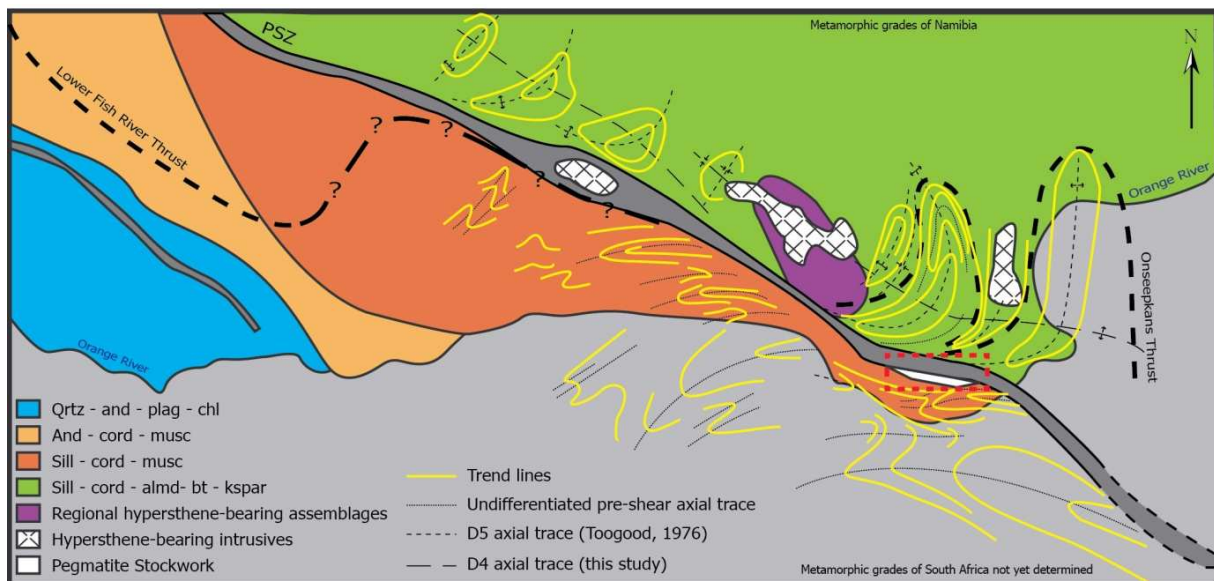 Metamorphic grades of Namibia
PSZ
N
Lower Fish River Thrust
?
?
?
?
?
Orange River
Onseepkans Thrust
Orange River
Qrtz - and - plag - chl
And - cord - musc
Sill - cord - musc
Sill - cord - almd- bt - kspar
Regional hypersthene-bearing assemblages
Hypersthene-bearing intrusives
Pegmatite Stockwork
Trend lines
Undifferentiated pre-shear axial trace
D5 axial trace (Toogood, 1976)
D4 axial trace (this study)
Metamorphic grades of South Africa not yet determined